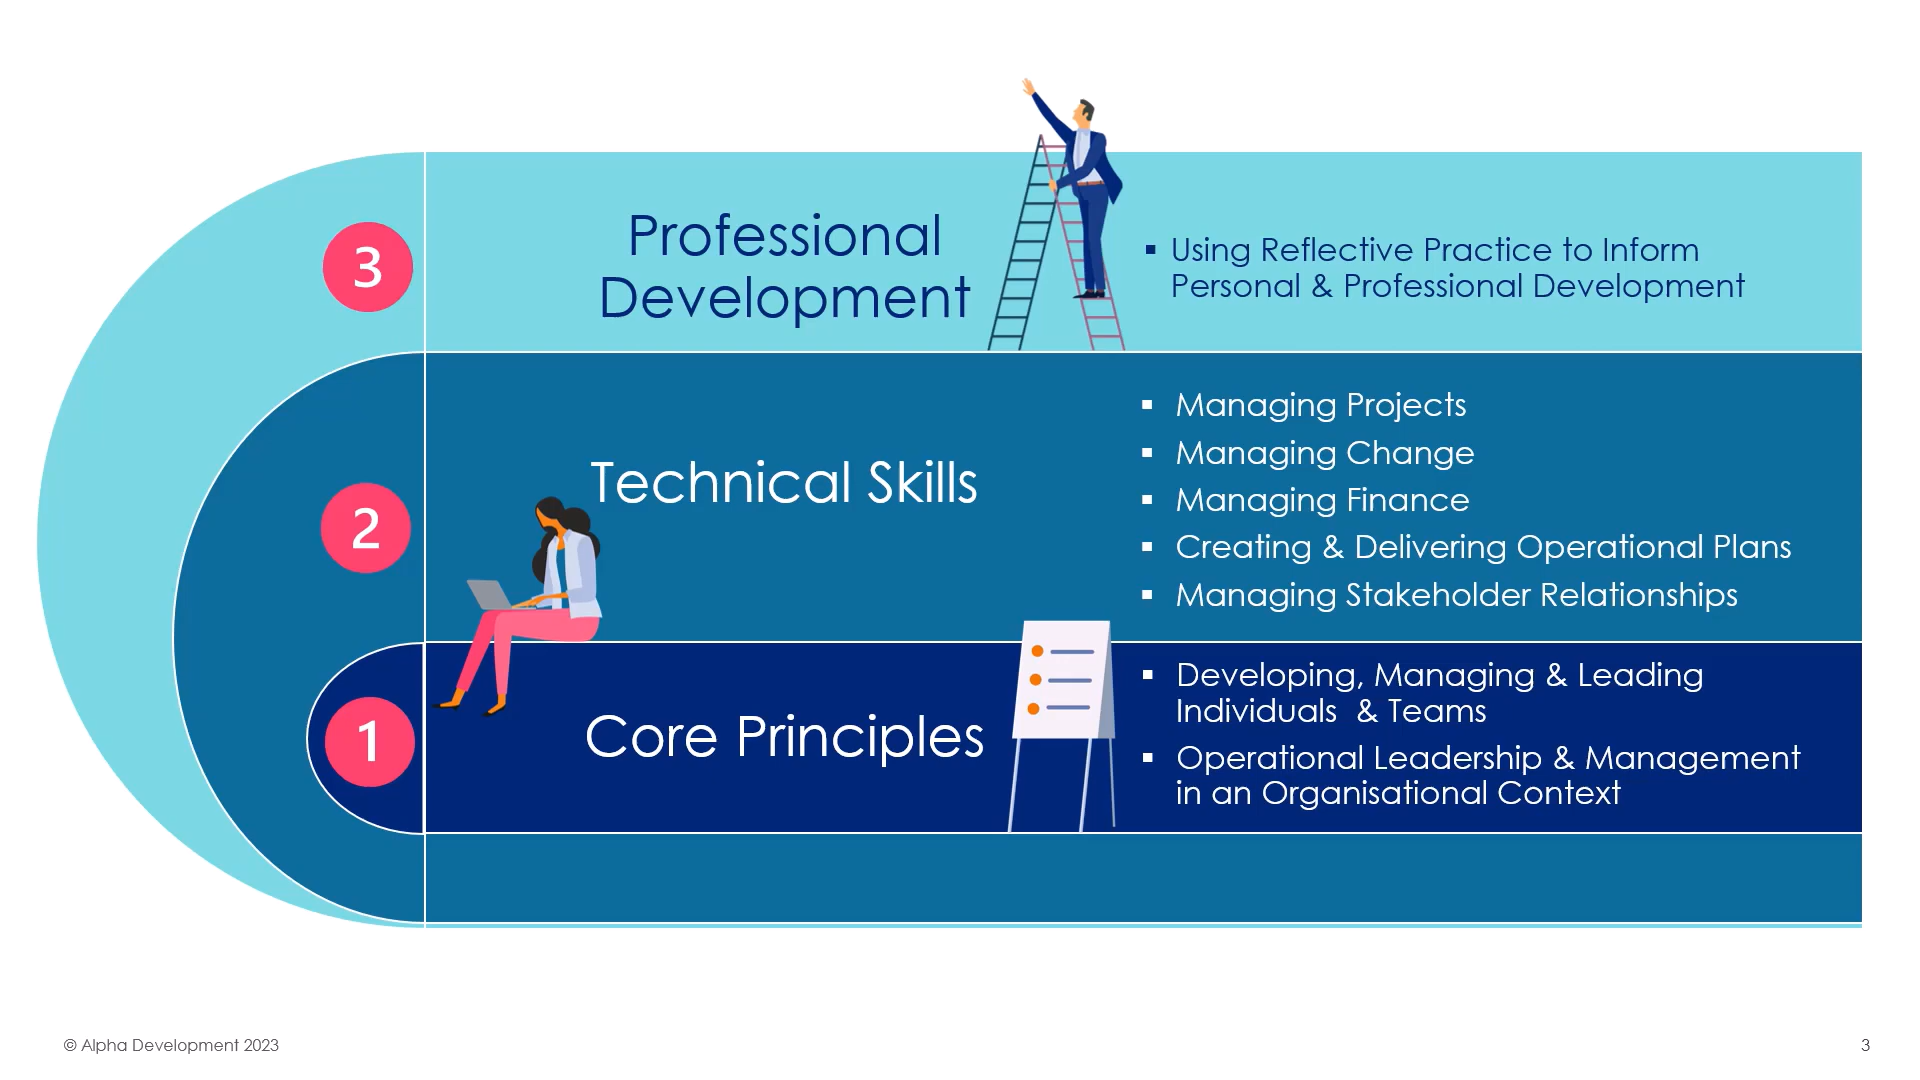 3
Professional
Development
▪ Using Reflective Practice to Inform
Personal & Professional Development
2
Technical Skills
▪ Managing Projects
▪ Managing Change
▪ Managing Finance
▪ Creating & Delivering Operational Plans
▪ Managing Stakeholder Relationships
1
Core Principles
▪ Developing, Managing & Leading
Individuals  & Teams
▪ Operational Leadership & Management
in an Organisational Context
© Alpha Development 2023
3